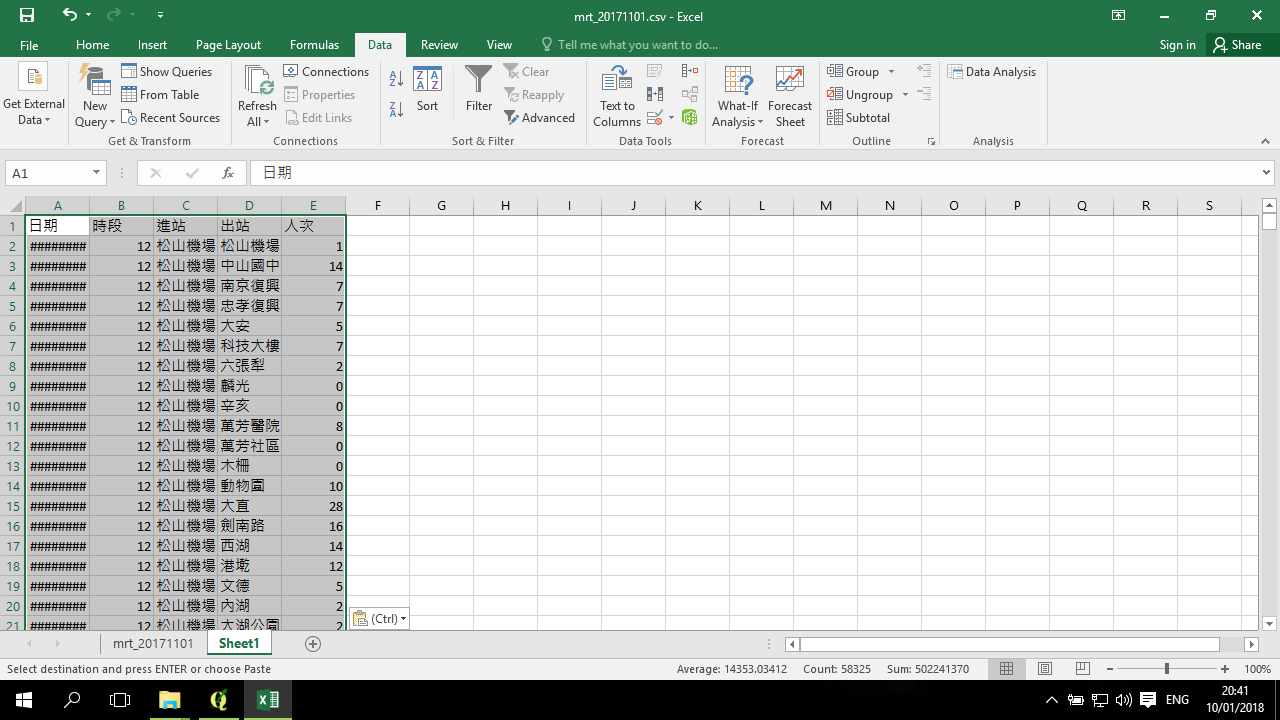 mrt_20171101.csv - Excel
File Home Insert Page Layout Formulas Data Review View Tell me what you want to do... Sign in Share
Get External Data
New Query
Show Queries
From Table
Recent Sources
Get & Transform
Refresh All
Connections
Properties
Edit Links
Connections
Sort
Filter
Clear
Reapply
Advanced
Sort & Filter
Text to Columns
Data Tools
What-If Analysis
Forecast Sheet
Forecast
Group
Ungroup
Subtotal
Outline
Data Analysis
Analysis
A1 fx 日期
A B C D E F G H I J K L M N O P Q R S
1 日期 時段 進站 出站 人次
2 ######## 12 松山機場 松山機場 1
3 ######## 12 松山機場 中山國中 14
4 ######## 12 松山機場 南京復興 7
5 ######## 12 松山機場 忠孝復興 7
6 ######## 12 松山機場 大安 5
7 ######## 12 松山機場 科技大樓 7
8 ######## 12 松山機場 六張犁 2
9 ######## 12 松山機場 麟光 0
10 ######## 12 松山機場 辛亥 0
11 ######## 12 松山機場 萬芳醫院 8
12 ######## 12 松山機場 萬芳社區 0
13 ######## 12 松山機場 木柵 0
14 ######## 12 松山機場 動物園 10
15 ######## 12 松山機場 大直 28
16 ######## 12 松山機場 劍南路 16
17 ######## 12 松山機場 西湖 14
18 ######## 12 松山機場 港墘 12
19 ######## 12 松山機場 文德 5
20 ######## 12 松山機場 內湖 2
21 ######## 12 松山機場 大湖公園 2
(Ctrl)
mrt_20171101 Sheet1
Select destination and press ENTER or choose Paste Average: 14353.03412 Count: 58325 Sum: 502241370 100%
ENG
20:41
10/01/2018